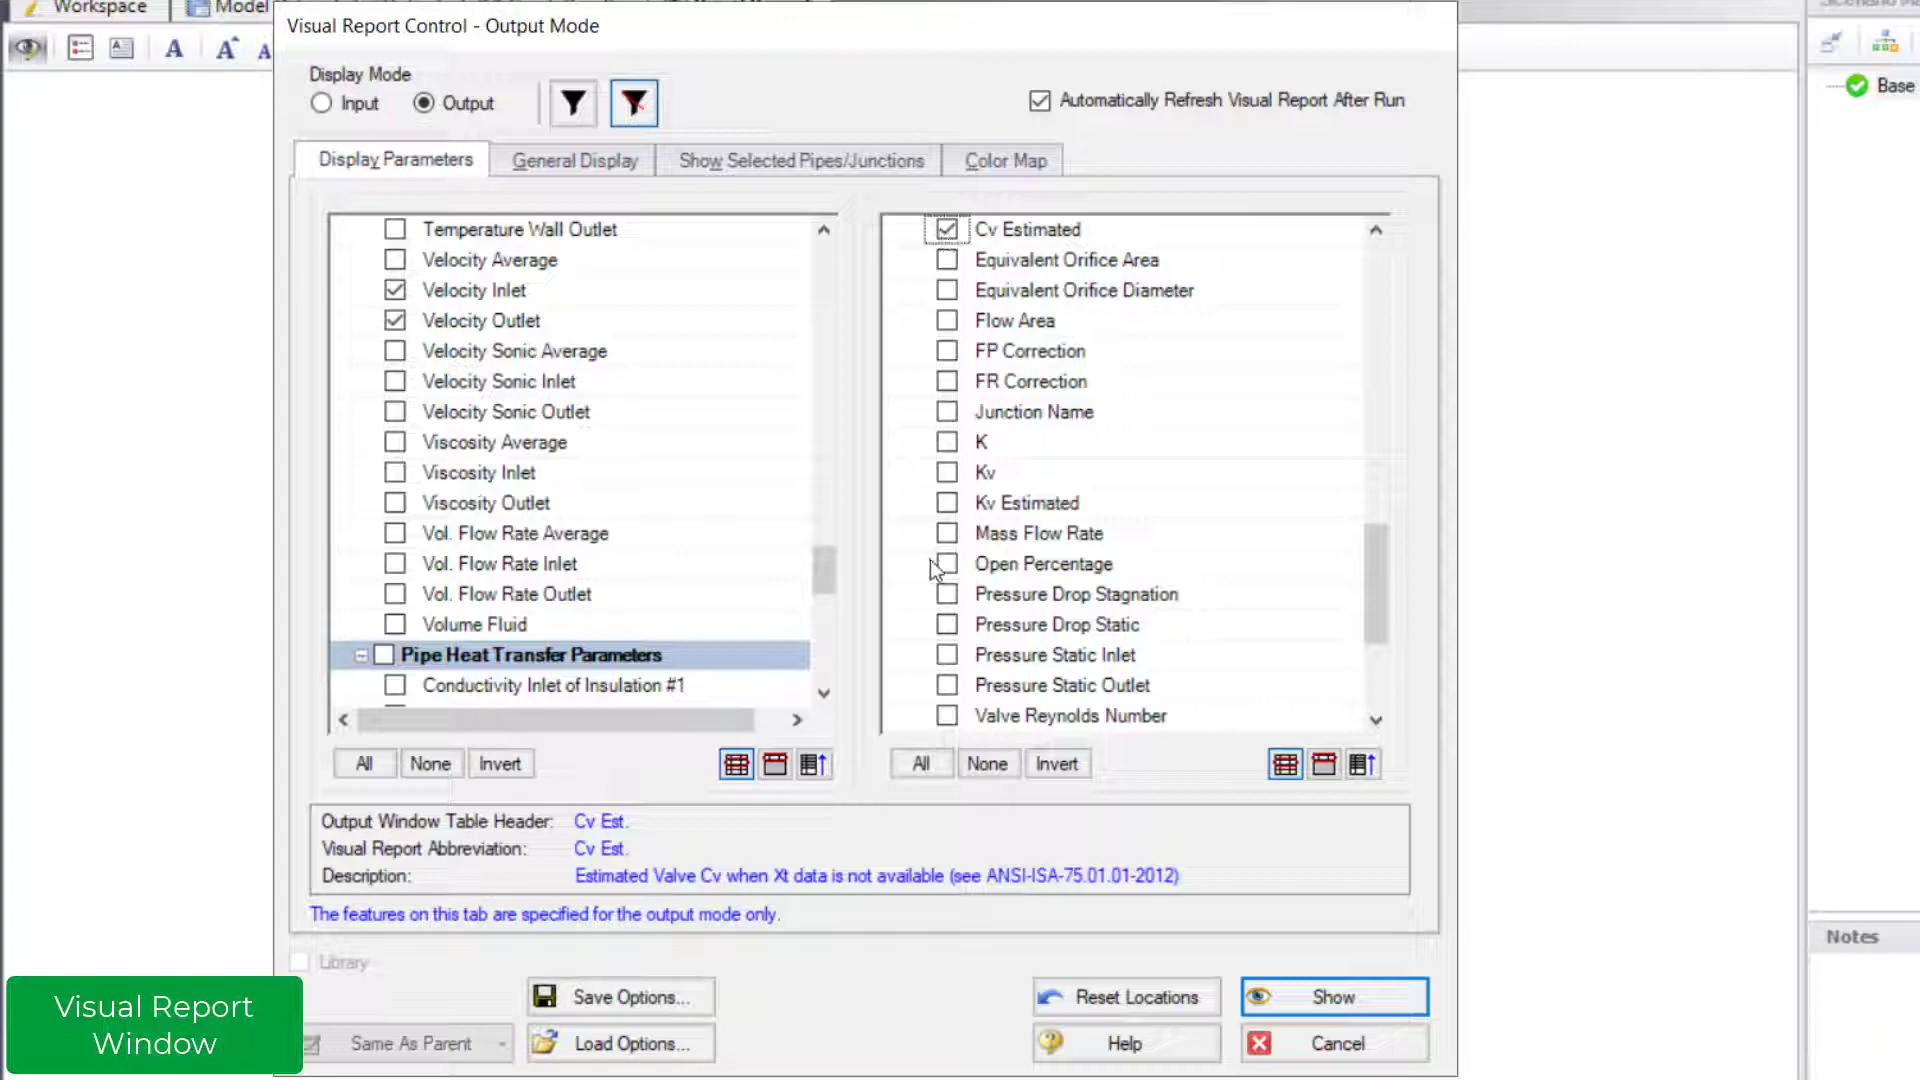 Workspace
Model
Visual Report Control - Output Mode
Display Mode
Input
Output
Automatically Refresh Visual Report After Run
Base
Display Parameters
General Display
Show Selected Pipes/Junctions
Color Map
Temperature Wall Outlet
Velocity Average
Velocity Inlet
Velocity Outlet
Velocity Sonic Average
Velocity Sonic Inlet
Velocity Sonic Outlet
Viscosity Average
Viscosity Inlet
Viscosity Outlet
Vol. Flow Rate Average
Vol. Flow Rate Inlet
Vol. Flow Rate Outlet
Volume Fluid
Pipe Heat Transfer Parameters
Conductivity Inlet of Insulation #1
All
None
Invert
Cv Estimated
Equivalent Orifice Area
Equivalent Orifice Diameter
Flow Area
FP Correction
FR Correction
Junction Name
K
Kv
Kv Estimated
Mass Flow Rate
Open Percentage
Pressure Drop Stagnation
Pressure Drop Static
Pressure Static Inlet
Pressure Static Outlet
Valve Reynolds Number
All
None
Invert
Output Window Table Header: Cv Est.
Visual Report Abbreviation: Cv Est.
Description: Estimated Valve Cv when Xt data is not available (see ANSI-ISA-75.01.01-2012)
The features on this tab are specified for the output mode only.
Library
Save Options...
Reset Locations
Show
Same As Parent
Load Options...
Help
Cancel
Notes
Visual Report
Window